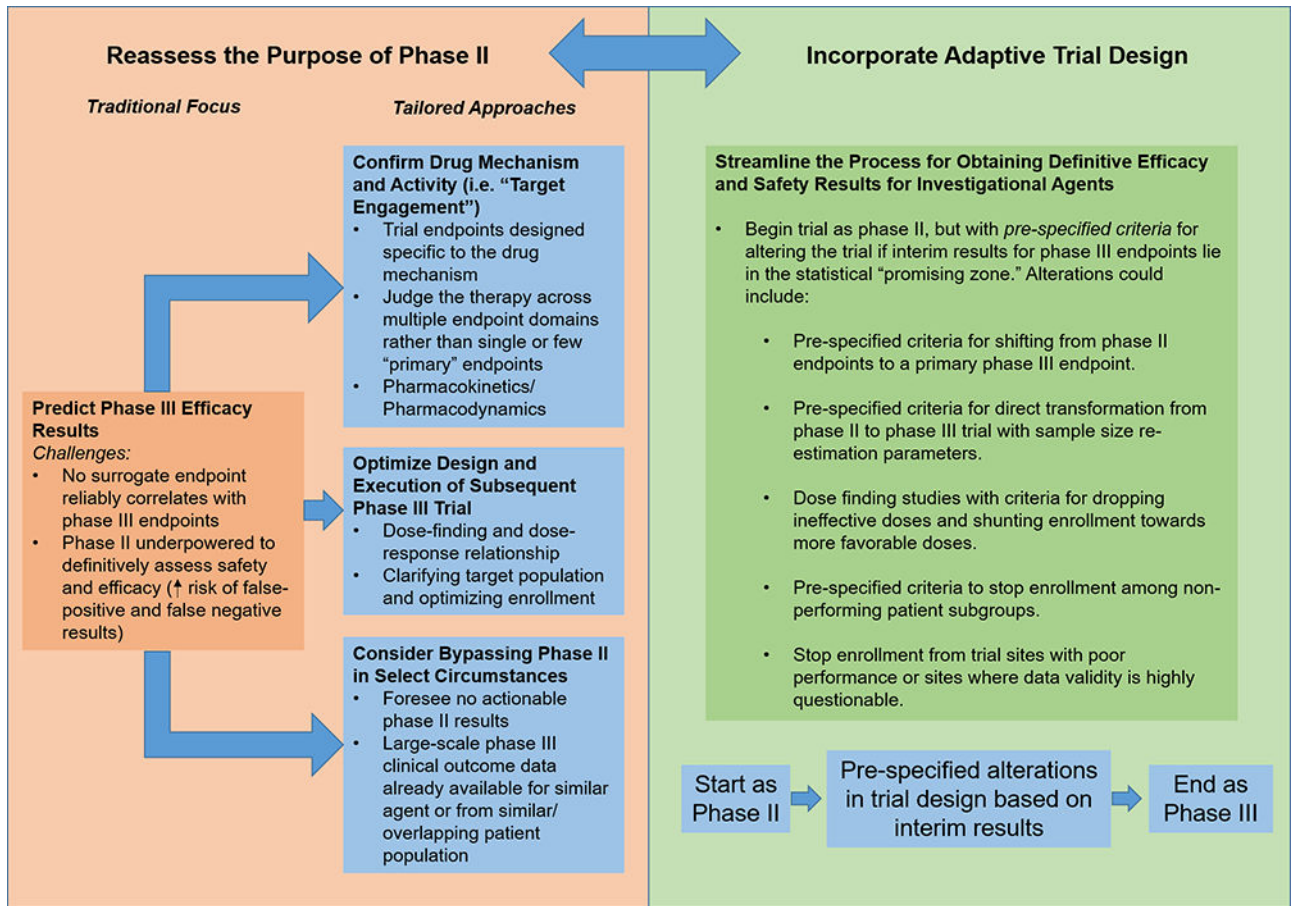 Reassess the Purpose of Phase II
Traditional Focus
Tailored Approaches
Predict Phase III Efficacy
Results
Challenges:
• No surrogate endpoint
reliably correlates with
phase III endpoints
• Phase II underpowered to
definitively assess safety
and efficacy (↑ risk of false-
positive and false negative
results)
Confirm Drug Mechanism
and Activity (i.e. “Target
Engagement”)
• Trial endpoints designed
specific to the drug
mechanism
• Judge the therapy across
multiple endpoint domains
rather than single or few
“primary” endpoints
• Pharmacokinetics/
Pharmacodynamics
Optimize Design and
Execution of Subsequent
Phase III Trial
• Dose-finding and dose-
response relationship
• Clarifying target population
and optimizing enrollment
Consider Bypassing Phase II
in Select Circumstances
• Foresee no actionable
phase II results
• Large-scale phase III
clinical outcome data
already available for similar
agent or from similar/
overlapping patient
population
Incorporate Adaptive Trial Design
Streamline the Process for Obtaining Definitive Efficacy
and Safety Results for Investigational Agents
• Begin trial as phase II, but with pre-specified criteria for
altering the trial if interim results for phase III endpoints lie
in the statistical “promising zone.” Alterations could
include:
• Pre-specified criteria for shifting from phase II
endpoints to a primary phase III endpoint.
• Pre-specified criteria for direct transformation from
phase II to phase III trial with sample size re-
estimation parameters.
• Dose finding studies with criteria for dropping
ineffective doses and shunting enrollment towards
more favorable doses.
• Pre-specified criteria to stop enrollment among non-
performing patient subgroups.
• Stop enrollment from trial sites with poor
performance or sites where data validity is highly
questionable.
Start as
Phase II
Pre-specified alterations
in trial design based on
interim results
End as
Phase III